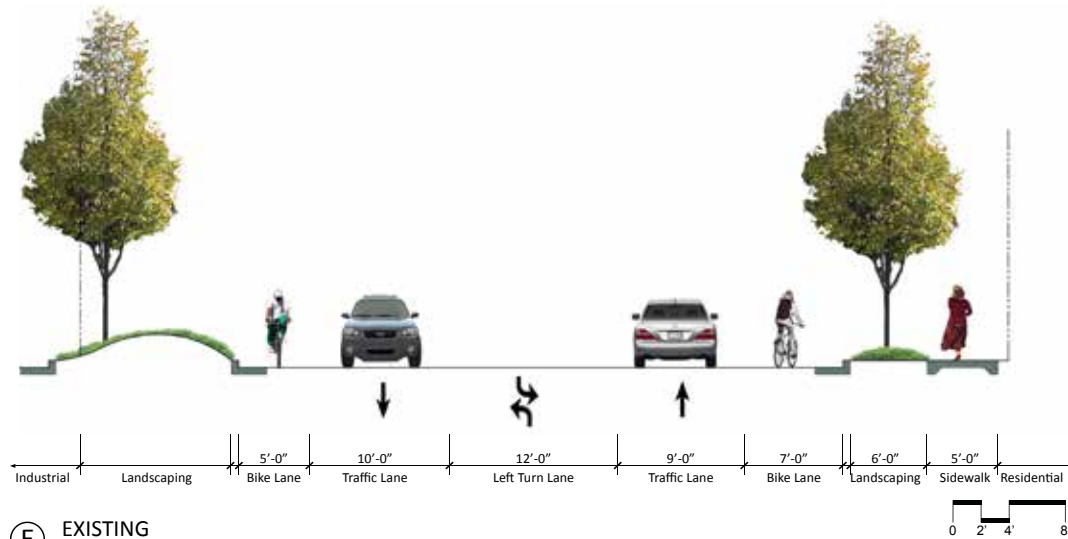 5’-0” 10’-0” 12’-0” 9’-0” 7’-0” 6’-0” 5’-0”
Industrial Landscaping Bike Lane Traffic Lane Left Turn Lane Traffic Lane Bike Lane Landscaping Sidewalk Residential
0 2' 4' 8
E EXISTING